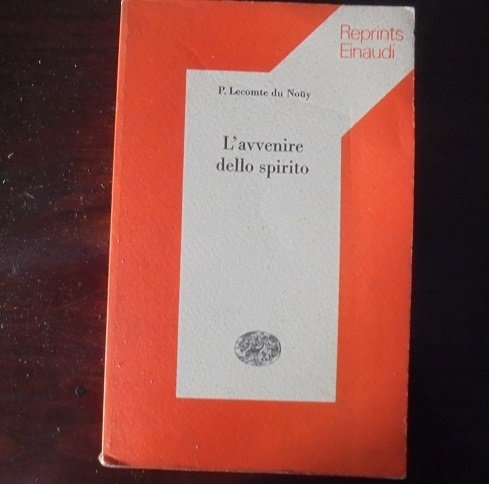 Reprints
Einaudi
P. Lecomte du Noüy
L'avvenire
dello spirito